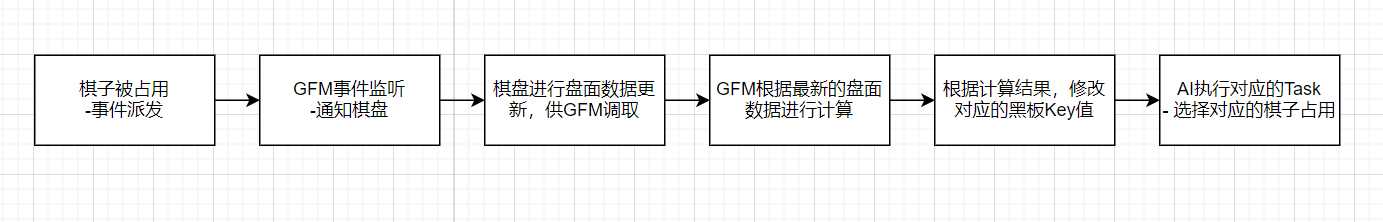 棋子被占用
-事件派发
GFM事件监听
-通知棋盘
棋盘进行盘面数据更
新，供GFM调取
GFM根据最新的盘面
数据进行计算
根据计算结果，修改
对应的黑板Key值
AI执行对应的Task
- 选择对应的棋子占用